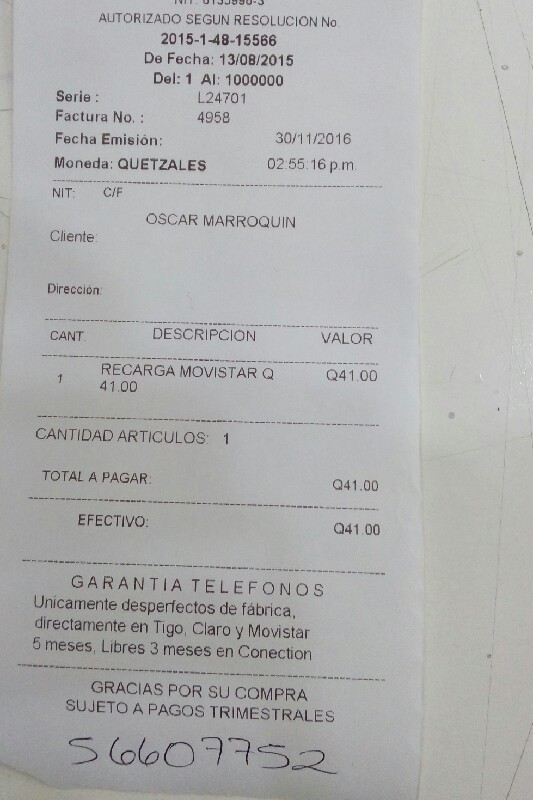 NIT: 6135998-3
AUTORIZADO SEGUN RESOLUCION No.
2015-1-48-15566
De Fecha: 13/08/2015
Del: 1 Al: 1000000
Serie : L24701
Factura No. : 4958
Fecha Emisión: 30/11/2016
Moneda: QUETZALES 02:55:16 p.m.
NIT: C/F
OSCAR MARROQUIN
Cliente:
Dirección:
CANT. DESCRIPCION VALOR
1 RECARGA MOVISTAR Q Q41.00
41.00
CANTIDAD ARTICULOS: 1
TOTAL A PAGAR: Q41.00
EFECTIVO: Q41.00
GARANTIA TELEFONOS
Unicamente desperfectos de fábrica,
directamente en Tigo, Claro y Movistar
5 meses, Libres 3 meses en Conection
GRACIAS POR SU COMPRA
SUJETO A PAGOS TRIMESTRALES
56607752